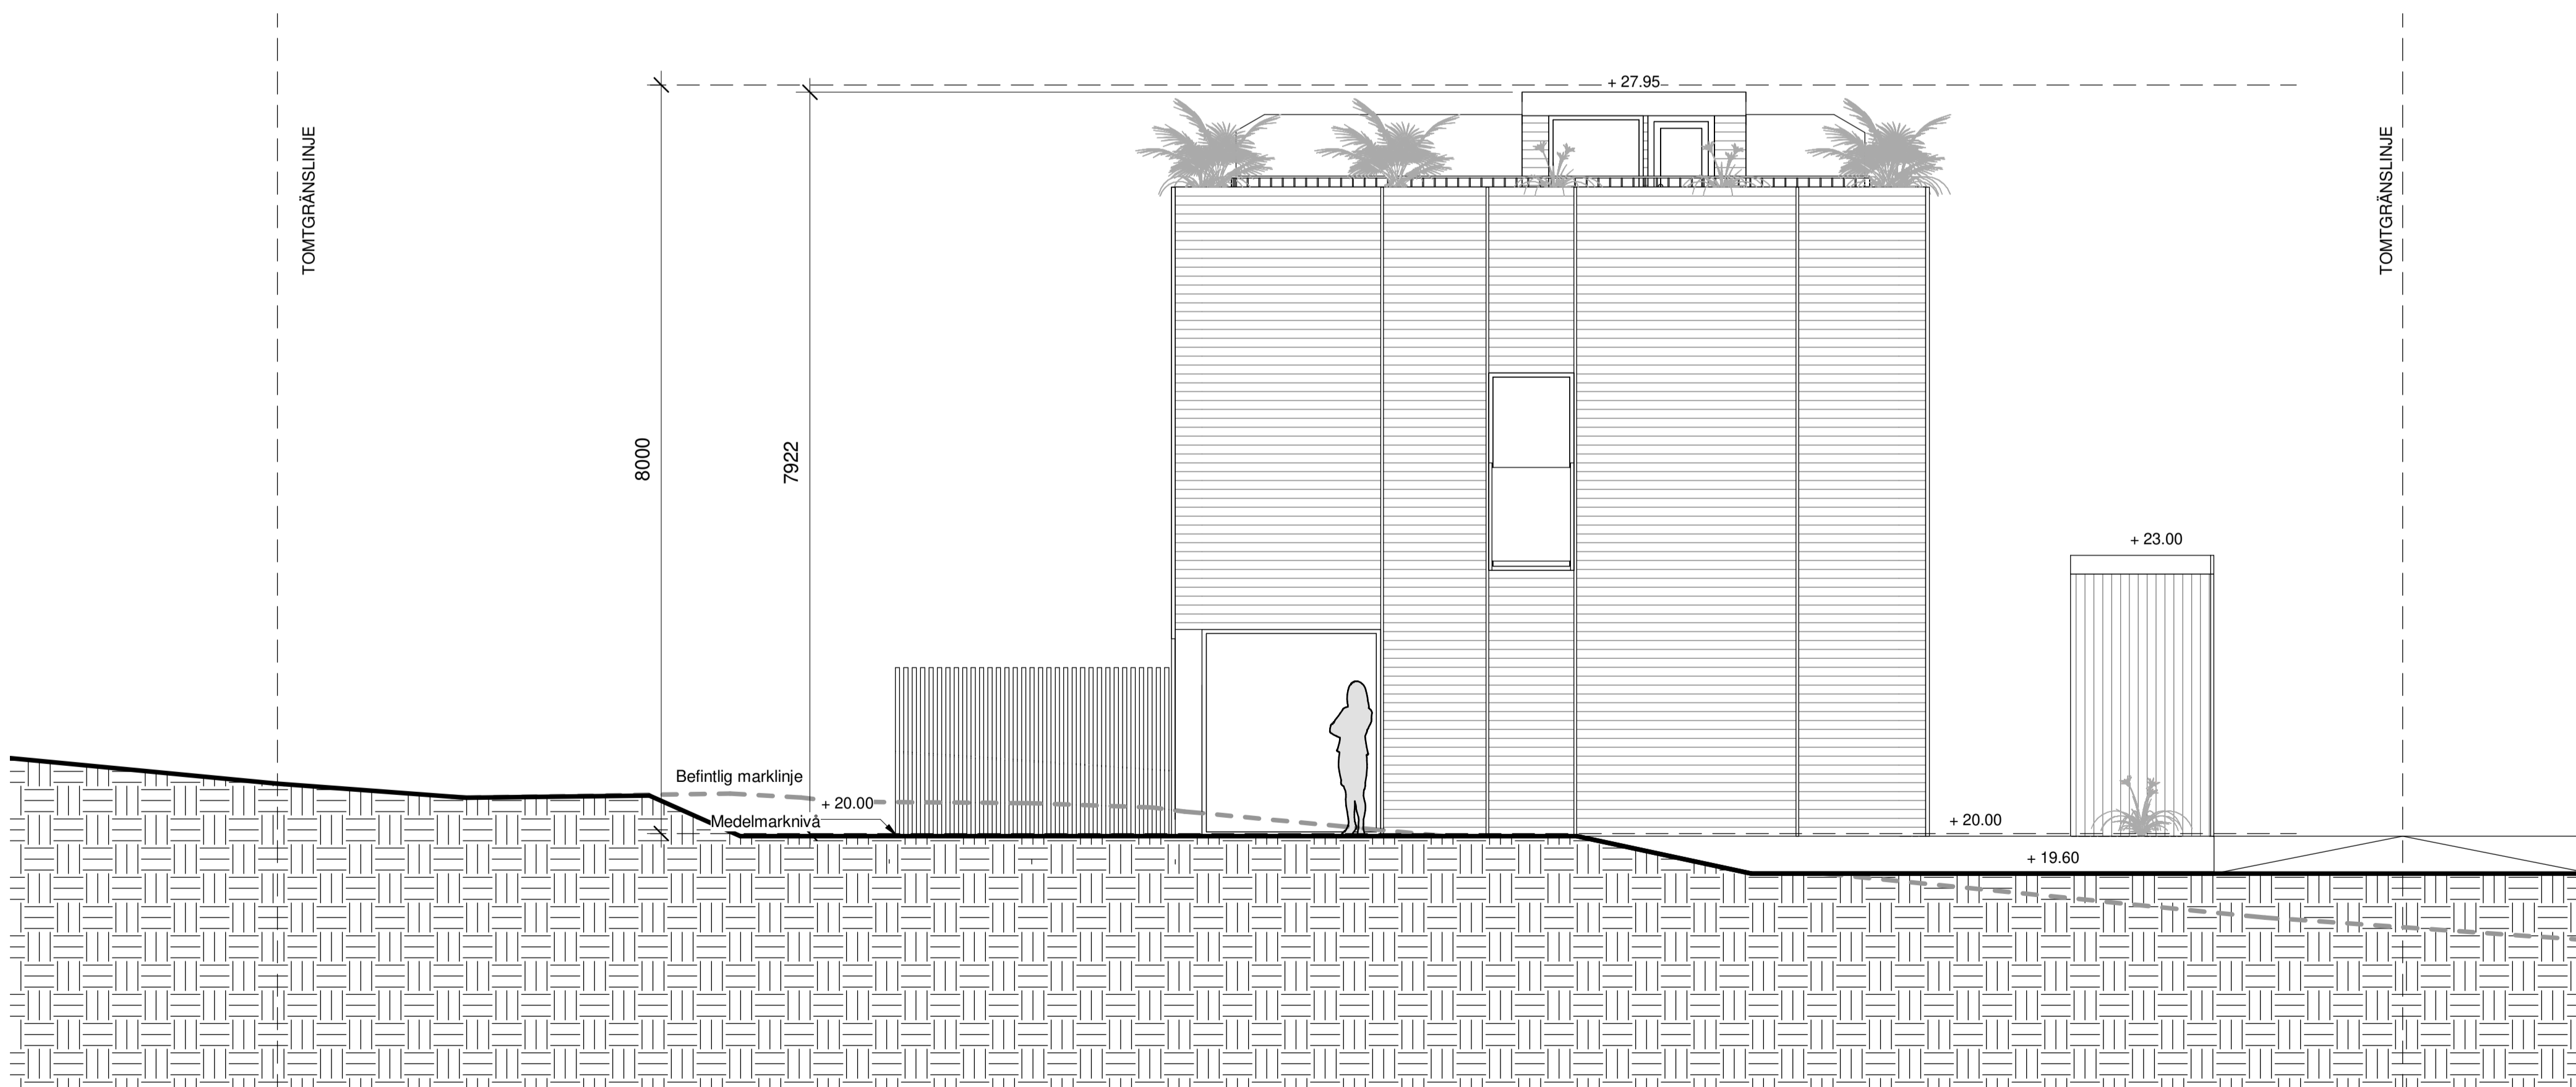 + 27.95
TOMTGRÄNSLINJE
TOMTGRÄNSLINJE
8000
7922
+ 23.00
Befintlig marklinje
+ 20.00
Medelmarknivå
+ 20.00
+ 19.60